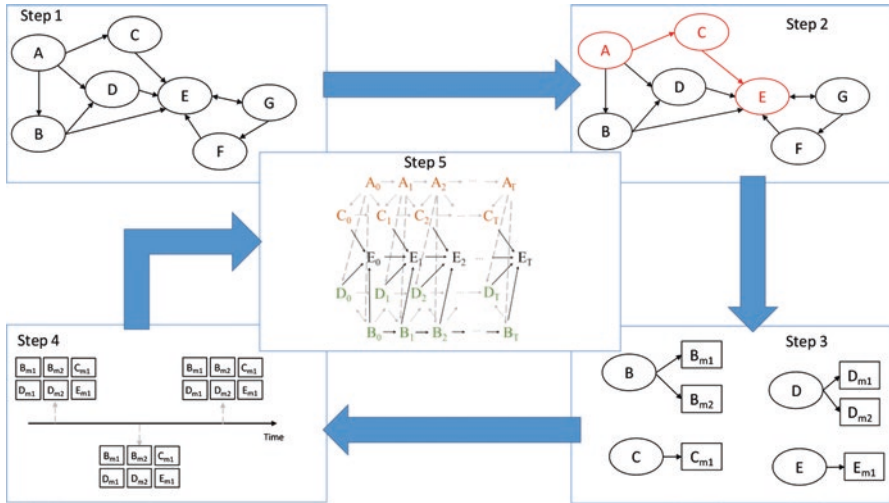 Step 1
A
C
D
E
G
B
F
Step 2
A
C
D
E
G
B
F
Step 5
A0 A1 A2 AT
C0 C1 C2 CT
E0 E1 E2 ET
D0 D1 D2 DT
B0 B1 B2 BT
Step 4
Bm1 Bm2 Cm1
Dm1 Dm2 Em1
Bm1 Bm2 Cm1
Dm1 Dm2 Em1
Time
Bm1 Bm2 Cm1
Dm1 Dm2 Em1
Step 3
B
Bm1
Bm2
D
Dm1
Dm2
C
Cm1
E
Em1